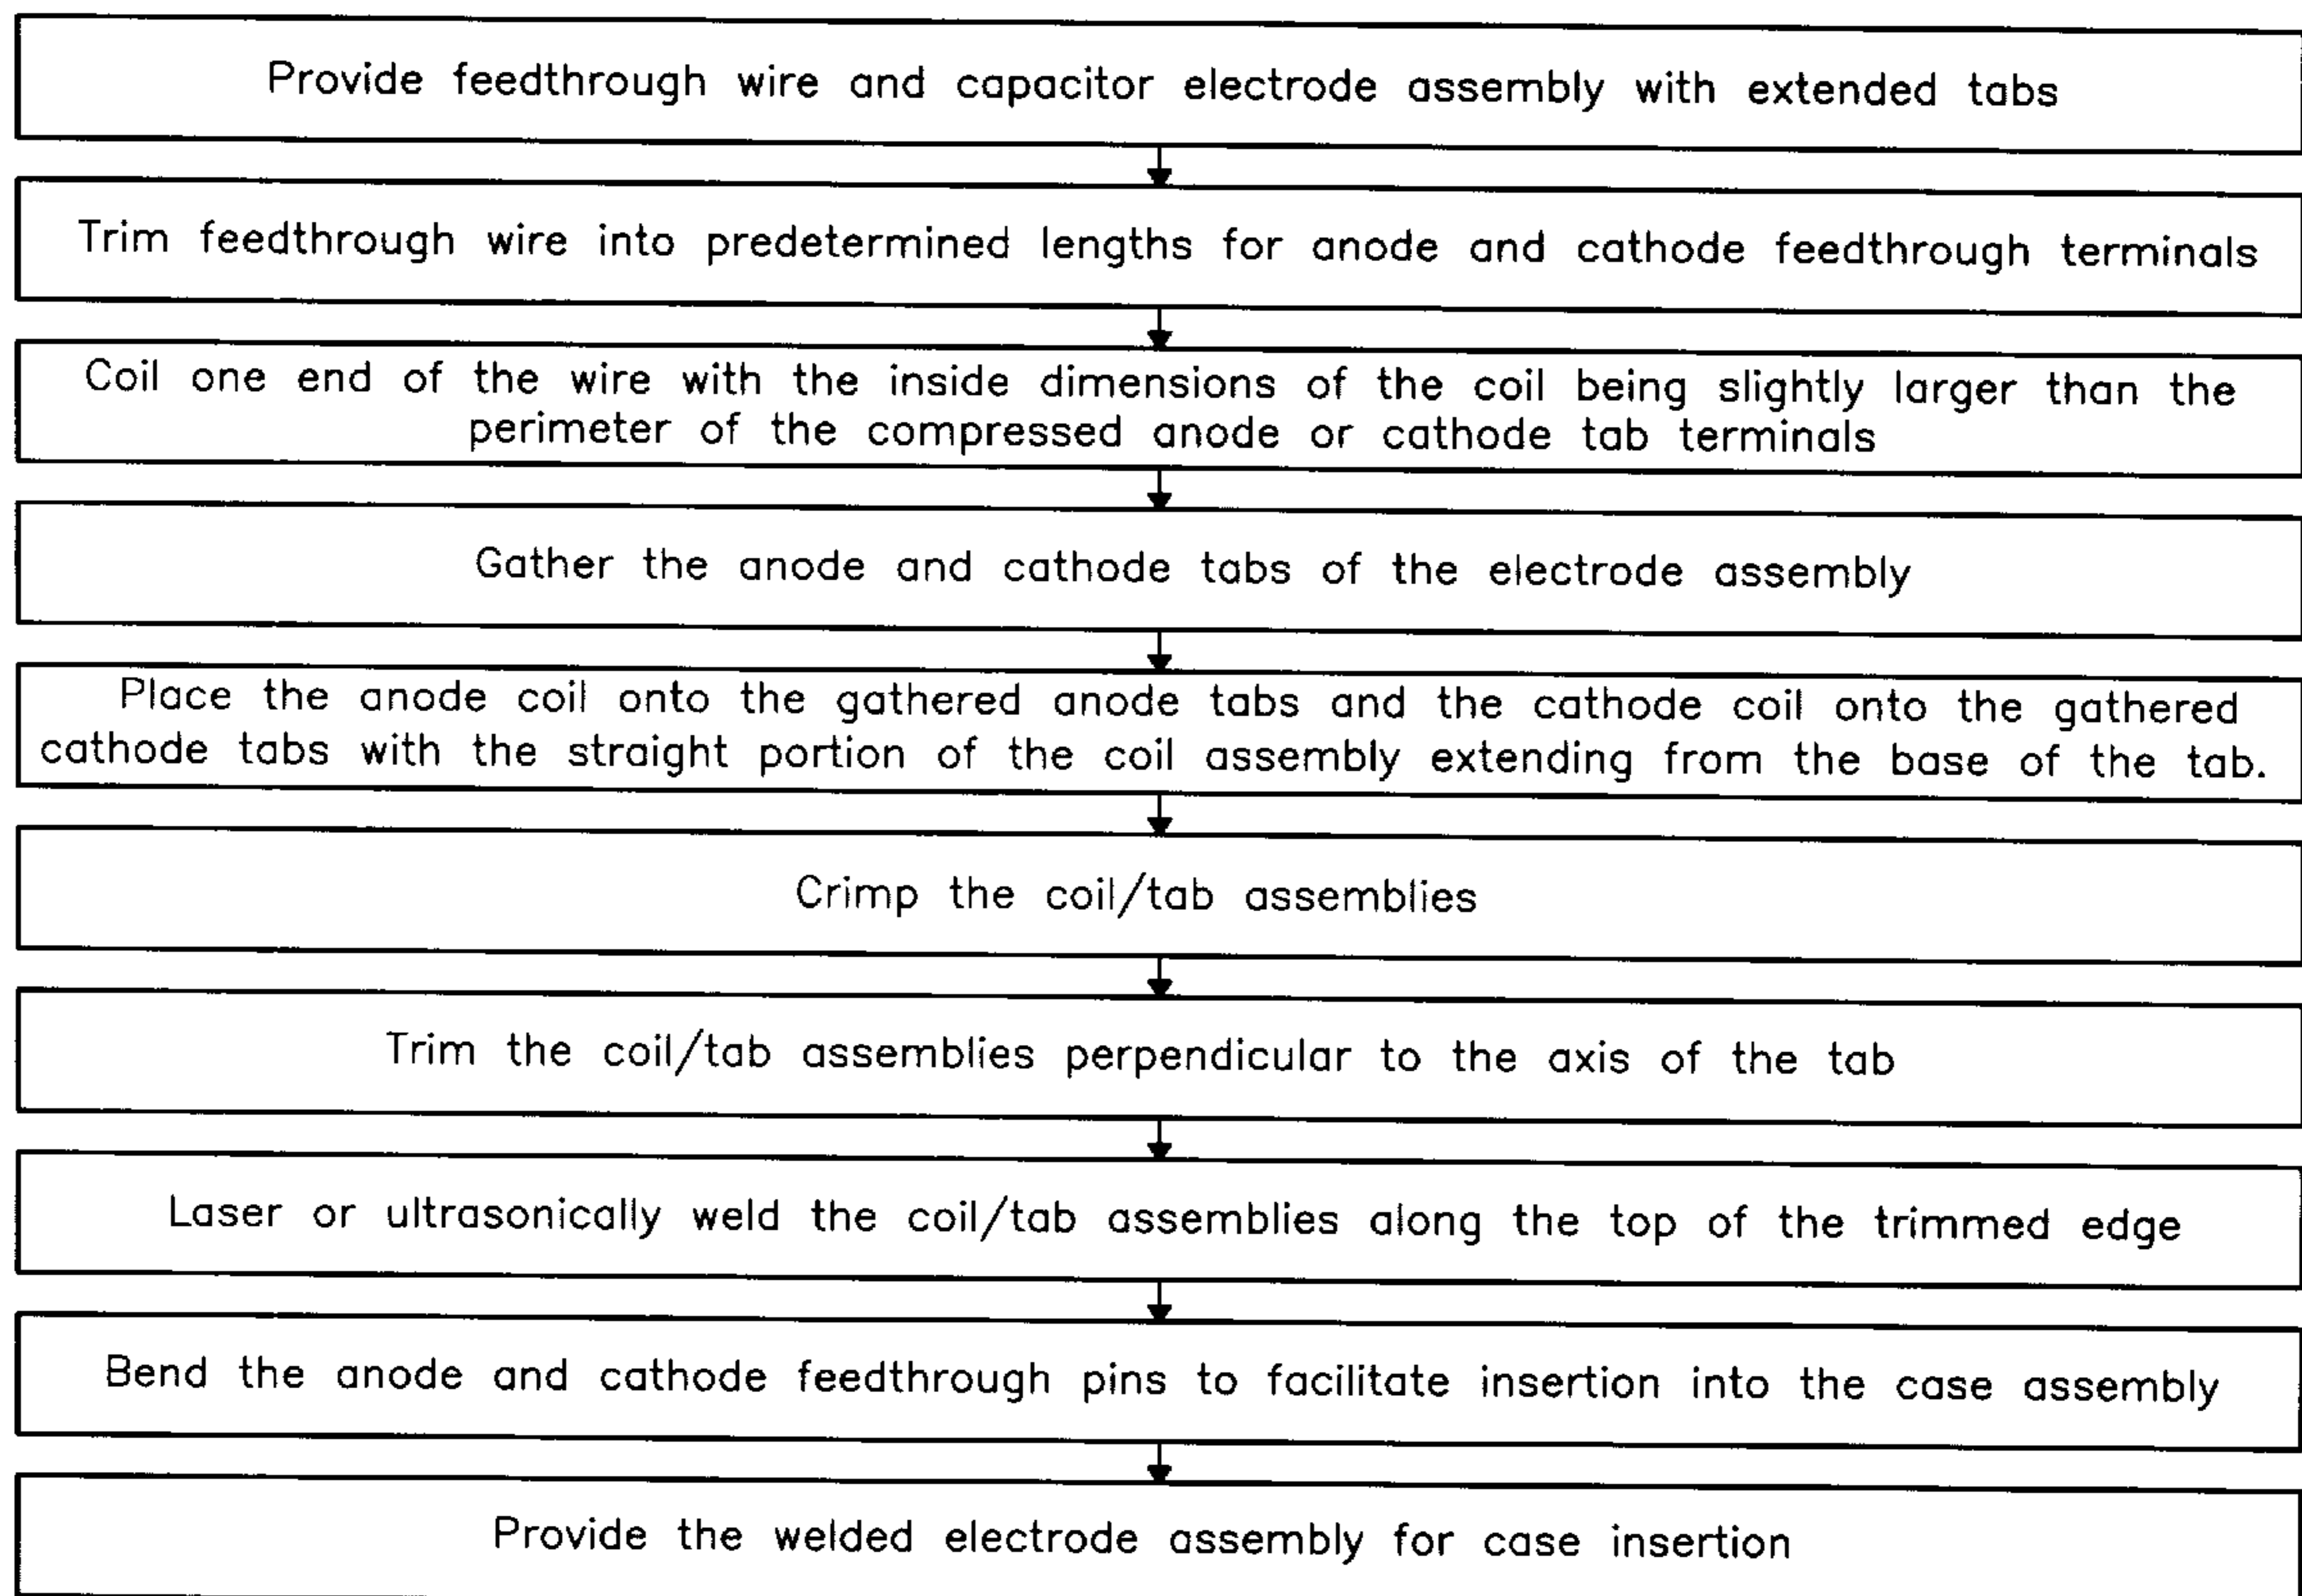 Provide feedthrough wire and capacitor electrode assembly with extended tabs
Trim feedthrough wire into predetermined lengths for anode and cathode feedthrough terminals
Coil one end of the wire with the inside dimensions of the coil being slightly larger than the
perimeter of the compressed anode or cathode tab terminals
Gather the anode and cathode tabs of the electrode assembly
Place the anode coil onto the gathered anode tabs and the cathode coil onto the gathered
cathode tabs with the straight portion of the coil assembly extending from the base of the tab.
Crimp the coil/tab assemblies
Trim the coil/tab assemblies perpendicular to the axis of the tab
Laser or ultrasonically weld the coil/tab assemblies along the top of the trimmed edge
Bend the anode and cathode feedthrough pins to facilitate insertion into the case assembly
Provide the welded electrode assembly for case insertion